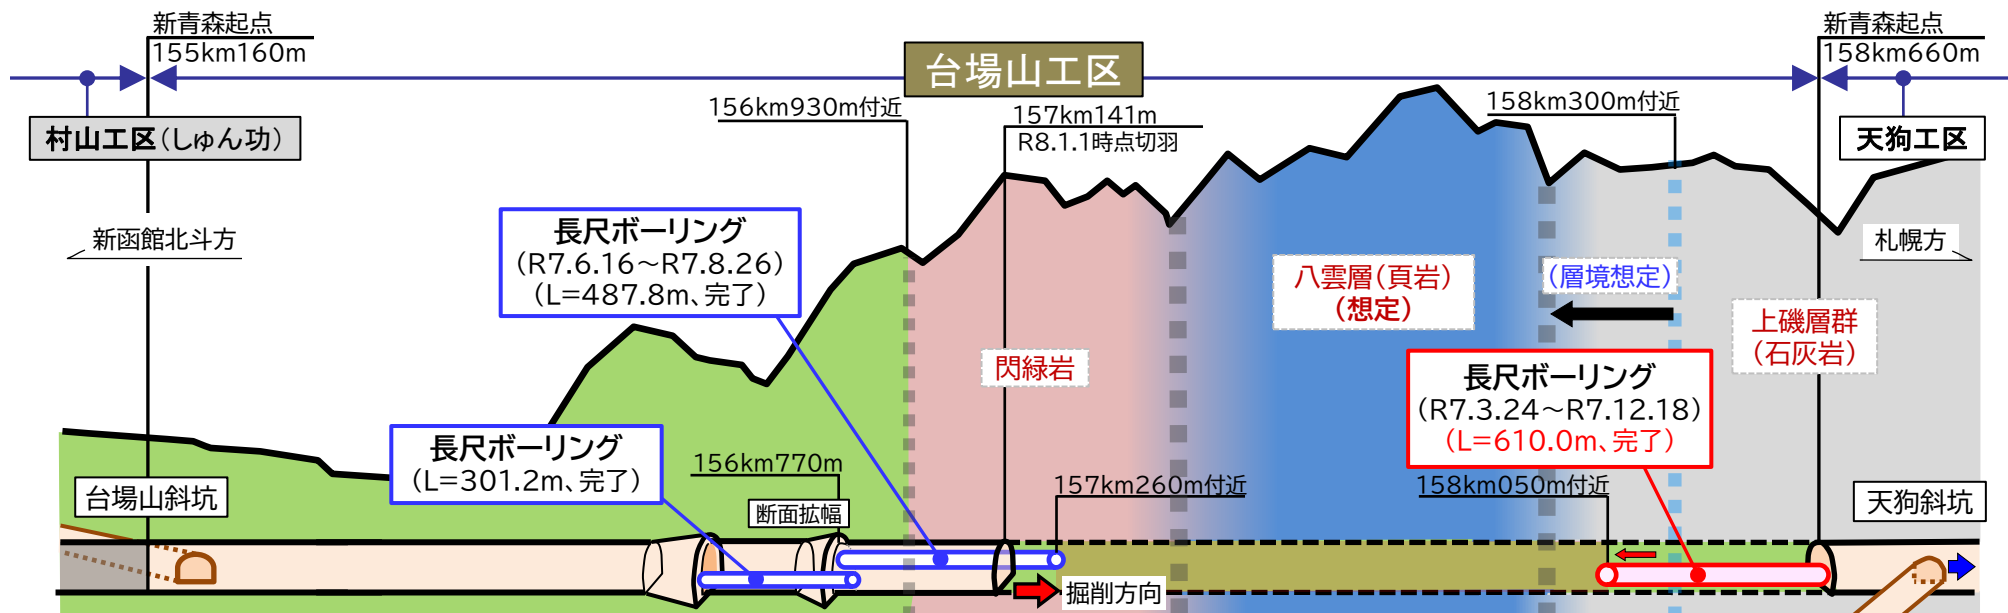 新青森起点
155km160m
台場山工区
新青森起点
158km660m
村山工区(しゅん功)
156km930m付近
157km141m
R8.1.1時点切羽
158km300m付近
天狗工区
新函館北斗方
札幌方
長尺ボーリング
(R7.6.16～R7.8.26)
(L=487.8m、完了)
八雲層(頁岩)
(想定)
(層境想定)
上磯層群
(石灰岩)
閃緑岩
長尺ボーリング
(R7.3.24～R7.12.18)
(L=610.0m、完了)
長尺ボーリング
(L=301.2m、完了)
156km770m
157km260m付近
158km050m付近
台場山斜坑
断面拡幅
天狗斜坑
掘削方向